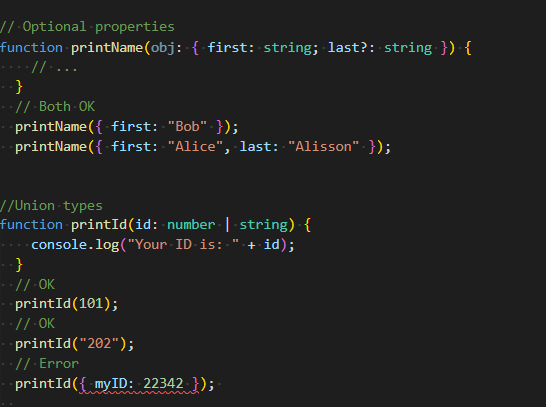 // Optional properties
function printName(obj: { first: string; last?: string }) {
    // ...
  }
  // Both OK
  printName({ first: "Bob" });
  printName({ first: "Alice", last: "Alisson" });
//Union types
function printId(id: number | string) {
    console.log("Your ID is: " + id);
  }
  // OK
  printId(101);
  // OK
  printId("202");
  // Error
  printId({ myID: 22342 });